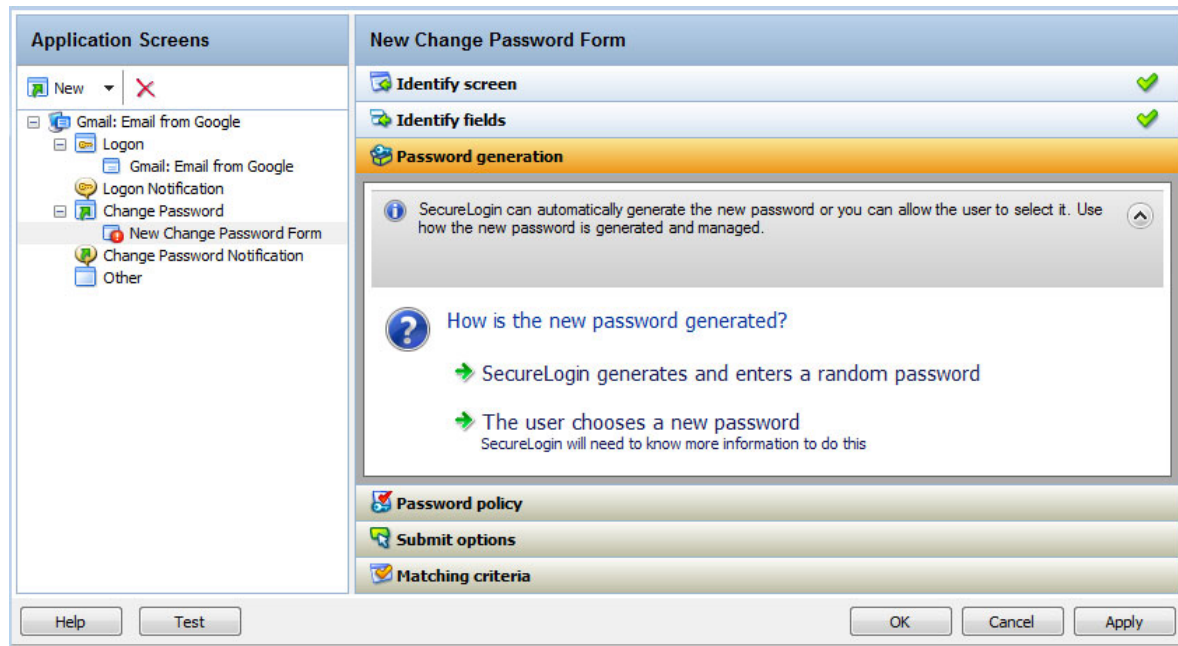 Application Screens
New
Gmail: Email from Google
Logon
Gmail: Email from Google
Logon Notification
Change Password
New Change Password Form
Change Password Notification
Other
New Change Password Form
Identify screen
Identify fields
Password generation
SecureLogin can automatically generate the new password or you can allow the user to select it. Use
how the new password is generated and managed.
How is the new password generated?
SecureLogin generates and enters a random password
The user chooses a new password
SecureLogin will need to know more information to do this
Password policy
Submit options
Matching criteria
Help
Test
OK
Cancel
Apply